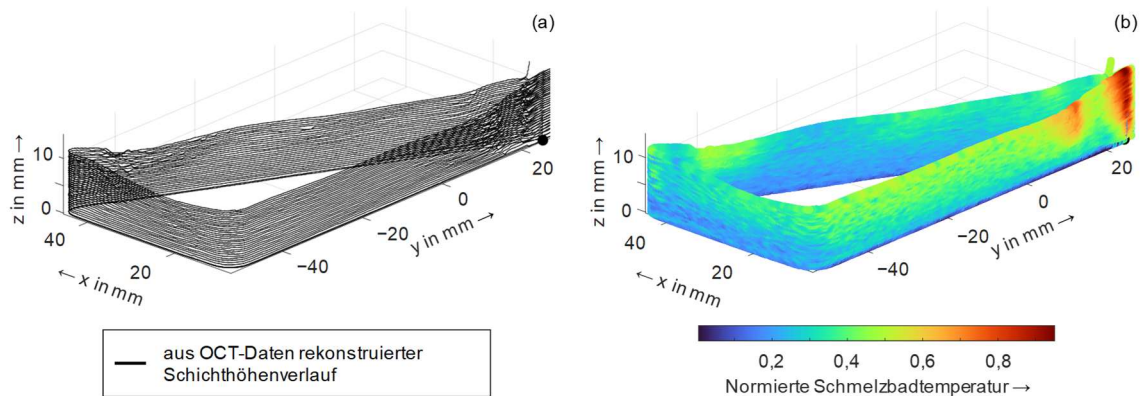 (a)
z in mm →
10
0
40
20
← x in mm
−40
−20
0
20
y in mm →
aus OCT-Daten rekonstruierter
Schichthöhenverlauf
(b)
z in mm →
10
0
40
20
← x in mm
−40
−20
0
20
y in mm →
0,2 0,4 0,6 0,8
Normierte Schmelzbadtemperatur →